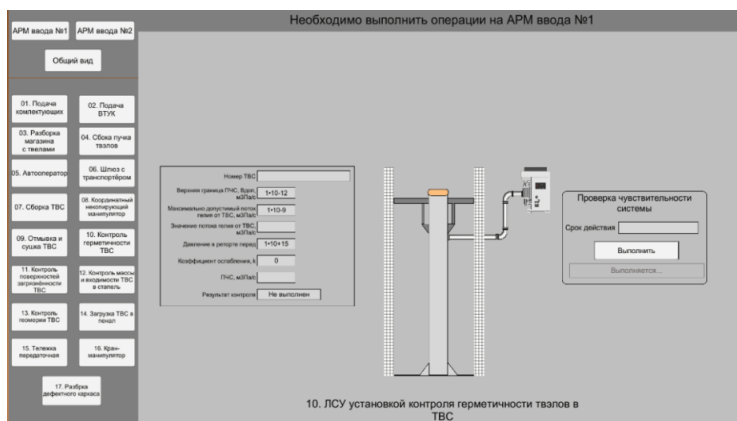 Необходимо выполнить операции на АРМ ввода №1
АРМ ввода №1
АРМ ввода №2
Общий вид
01. Подача
комплектующих
02. Подача
ВТУК
03. Разборка
магазина
с твелами
04. Сбока пучка
твэлов
05. Автооператор
06. Шлюз с
транспортёром
07. Сборка ТВС
08. Координатный
манипулятор
09. Отмывка и
сушка ТВС
10. Контроль
герметичности
ТВС
11. Контроль
поверхностей
загрязнённости
ТВС
12. Контроль массы
и входимости ТВС
в стапель
13. Контроль
геомерии ТВС
14. Загрузка ТВС в
пенал
15. Тележка
передаточная
16. Кран-
манипулятор
17. Разбрка
дефектного каркаса
Номер ТВС
Верхняя граница ПЧС, Вдоп,
м3Па/с
1•10-12
Максимально допустимый поток
гелия от ТВС, м3Па/с
1•10-9
Значение потока гелия от ТВС,
м3Па/с
Давление в реторте перед
1•10+15
Коэффициент ослабления, k
0
ПЧС, м3Па/с
Результат контроля
Не выполнен
Проверка чувствительности
системы
Срок действия
Выполнить
Выполняется...
10. ЛСУ установкой контроля герметичности твэлов в
ТВС